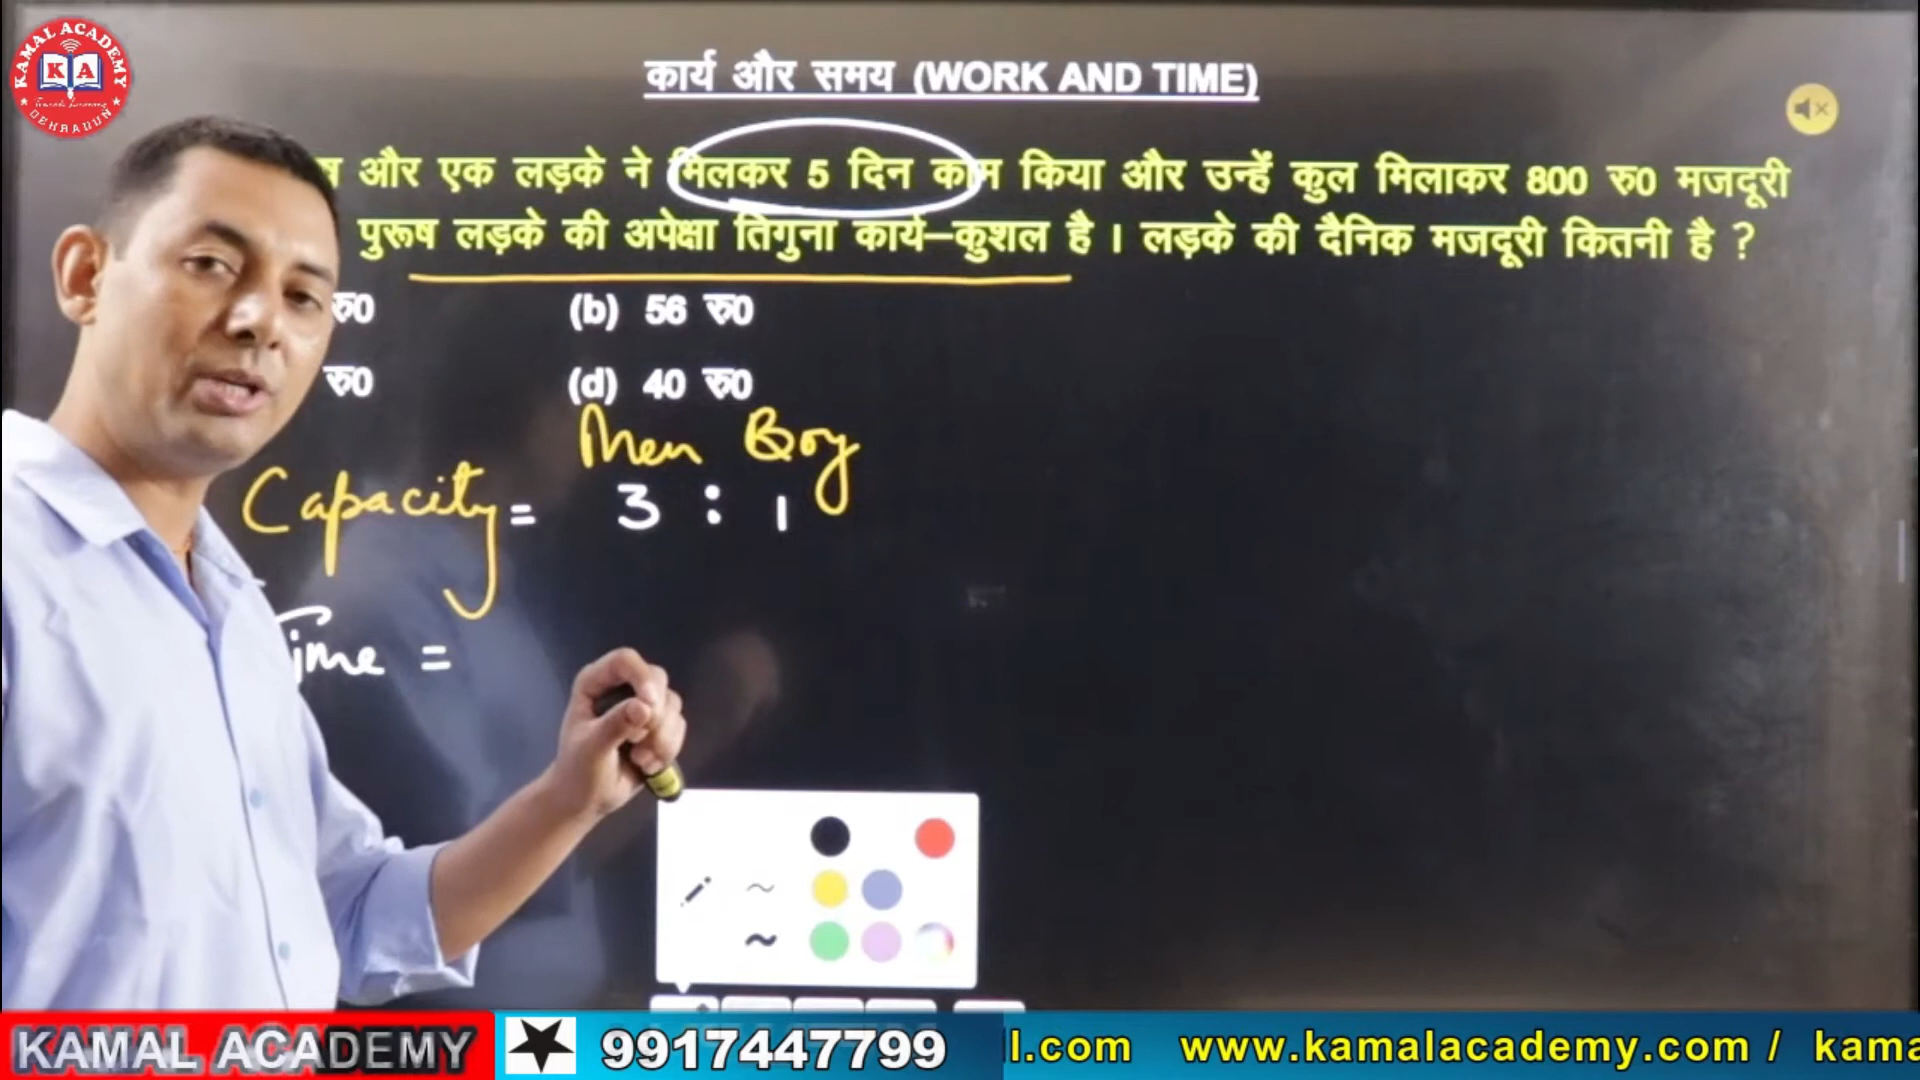 KAMAL ACADEMY
K A
DEHRADUN
कार्य और समय (WORK AND TIME)
और एक लड़के ने मिलकर 5 दिन काम किया और उन्हें कुल मिलाकर 800 रु0 मजदूरी
पुरूष लड़के की अपेक्षा तिगुना कार्य–कुशल है । लड़के की दैनिक मजदूरी कितनी है ?
रु0 (b) 56 रु0
रु0 (d) 40 रु0
Men Boy
Capacity = 3 : 1
Time =
KAMAL ACADEMY 9917447799 l.com www.kamalacademy.com / kama